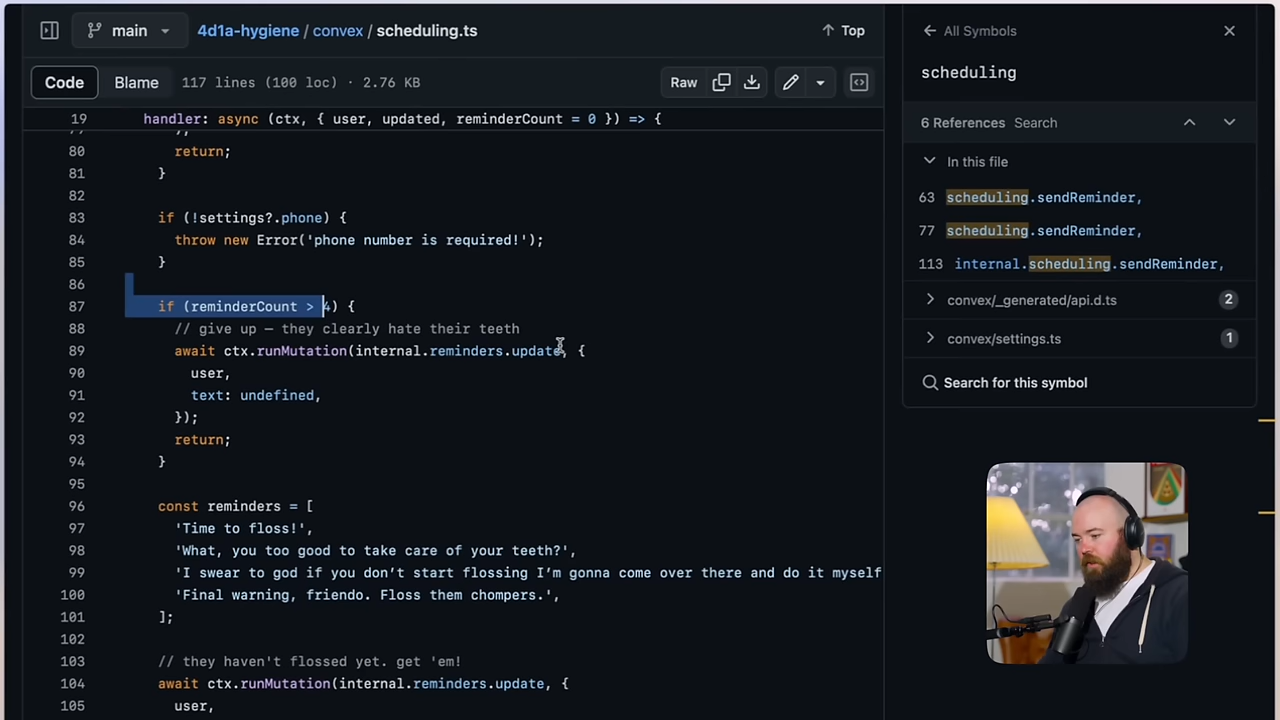 main
4d1a-hygiene / convex / scheduling.ts
Top
All Symbols
Code
Blame
117 lines (100 loc) · 2.76 KB
Raw
scheduling
19 handler: async (ctx, { user, updated, reminderCount = 0 }) => {
6 References Search
80 return;
81 }
82
83 if (!settings?.phone) {
84 throw new Error('phone number is required!');
85 }
86
87 if (reminderCount > 4) {
88 // give up — they clearly hate their teeth
89 await ctx.runMutation(internal.reminders.update, {
90 user,
91 text: undefined,
92 });
93 return;
94 }
95
96 const reminders = [
97 'Time to floss!',
98 'What, you too good to take care of your teeth?',
99 'I swear to god if you don’t start flossing I’m gonna come over there and do it myself
100 'Final warning, friendo. Floss them chompers.',
101 ];
102
103 // they haven't flossed yet. get 'em!
104 await ctx.runMutation(internal.reminders.update, {
105 user,
In this file
63 scheduling.sendReminder,
77 scheduling.sendReminder,
113 internal.scheduling.sendReminder,
convex/_generated/api.d.ts 2
convex/settings.ts 1
Search for this symbol